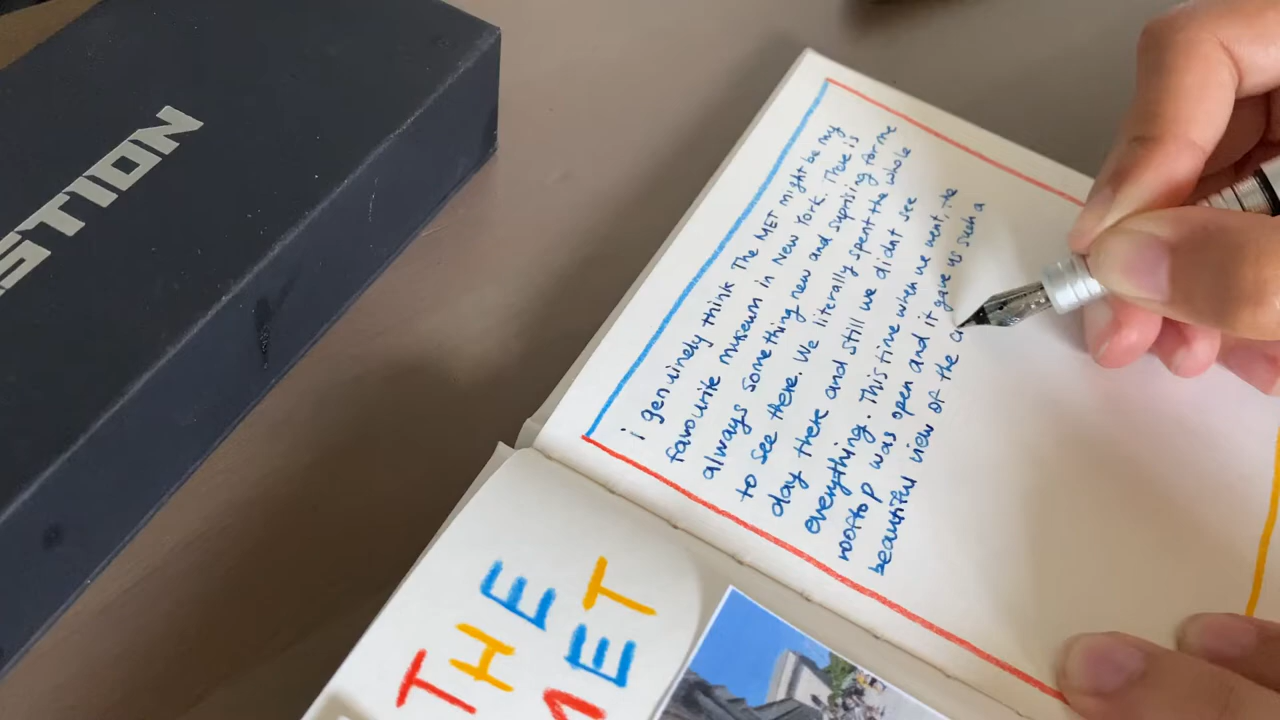 STION
i genuinely think The MET might be my
favourite museum in New York. There is
always something new and suprising for me
to see there. We literally spent the whole
day there and still we didnt see
everything. This time when we went, the
rooftop was open and it gave us such a
beautiful view of the
THE
MET